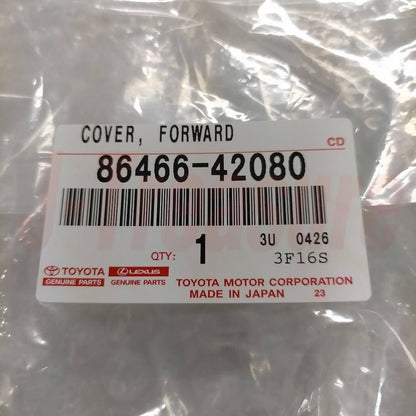 COVER, FORWARD
CD
86466-42080
QTY: 1 3U 0426
3F16S
TOYOTA LEXUS
GENUINE PARTS GENUINE PARTS
TOYOTA MOTOR CORPORATION
MADE IN JAPAN 23